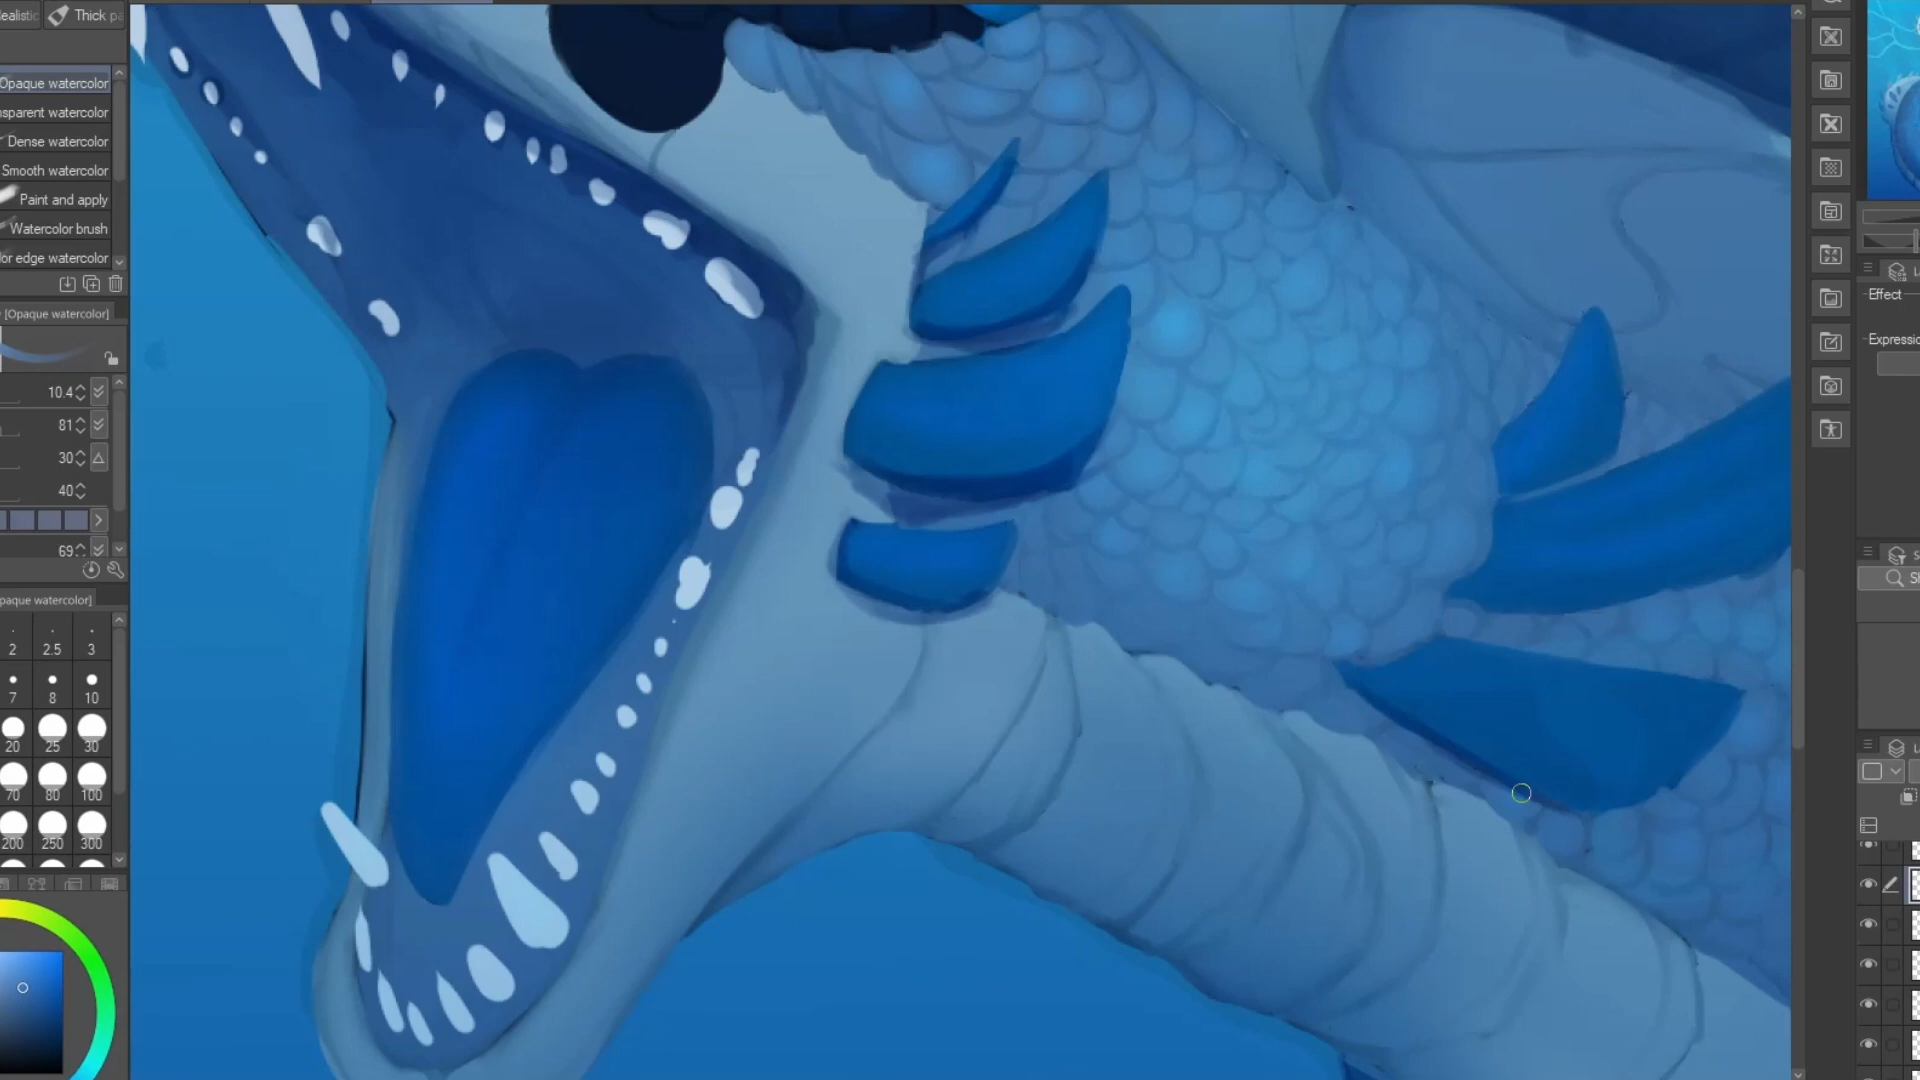 ealistic Thick pa
Opaque watercolor
nsparent watercolor
Dense watercolor
Smooth watercolor
Paint and apply
Watercolor brush
or edge watercolor
[Opaque watercolor]
10.4
81
30
40
69
paque watercolor]
2 2.5 3
7 8 10
20 25 30
70 80 100
200 250 300
Effect
Expressio